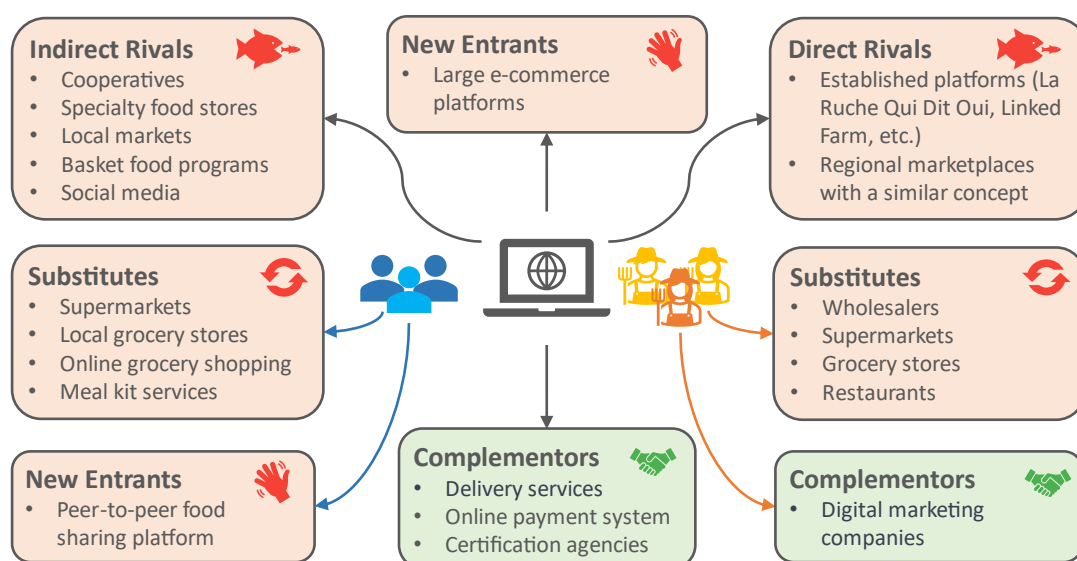 Indirect Rivals
• Cooperatives
• Specialty food stores
• Local markets
• Basket food programs
• Social media
New Entrants
• Large e-commerce
platforms
Direct Rivals
• Established platforms (La
Ruche Qui Dit Oui, Linked
Farm, etc.)
• Regional marketplaces
with a similar concept
Substitutes
• Supermarkets
• Local grocery stores
• Online grocery shopping
• Meal kit services
Substitutes
• Wholesalers
• Supermarkets
• Grocery stores
• Restaurants
New Entrants
• Peer-to-peer food
sharing platform
Complementors
• Delivery services
• Online payment system
• Certification agencies
Complementors
• Digital marketing
companies